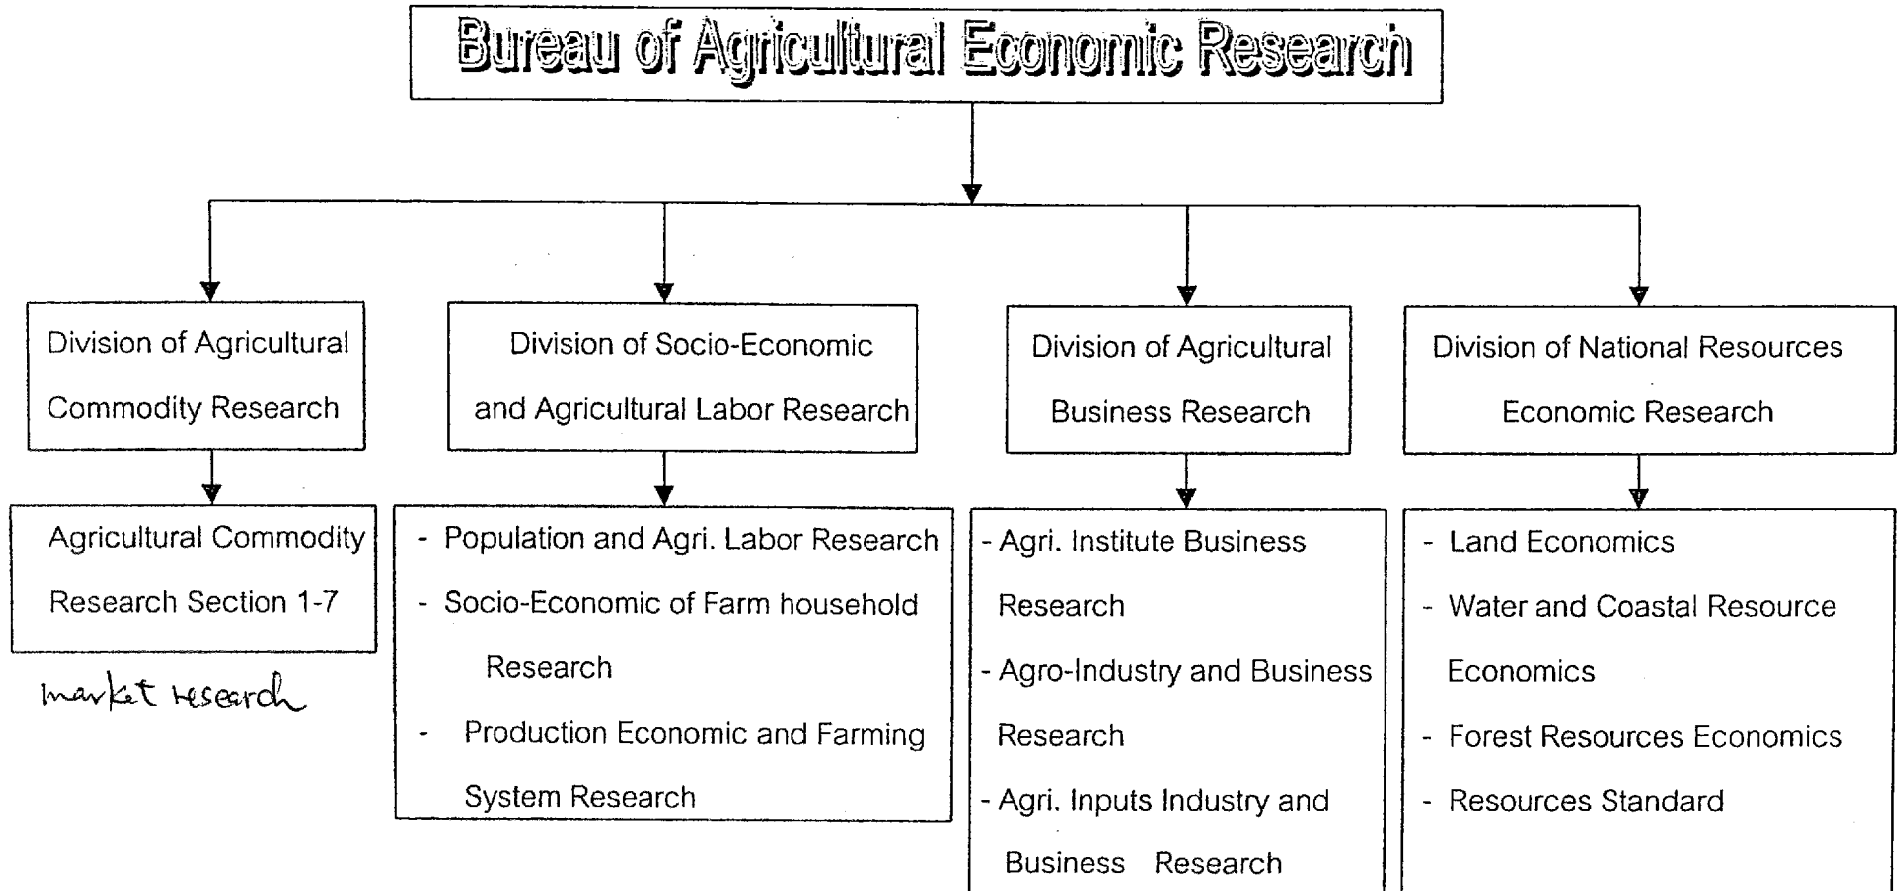 Bureau of Agricultural Economic Research
Division of Agricultural
Commodity Research
Division of Socio-Economic
and Agricultural Labor Research
Division of Agricultural
Business Research
Division of National Resources
Economic Research
Agricultural Commodity
Research Section 1-7
market research
- Population and Agri. Labor Research
- Socio-Economic of Farm household
Research
- Production Economic and Farming
System Research
- Agri. Institute Business
Research
- Agro-Industry and Business
Research
- Agri. Inputs Industry and
Business Research
- Land Economics
- Water and Coastal Resource
Economics
- Forest Resources Economics
- Resources Standard